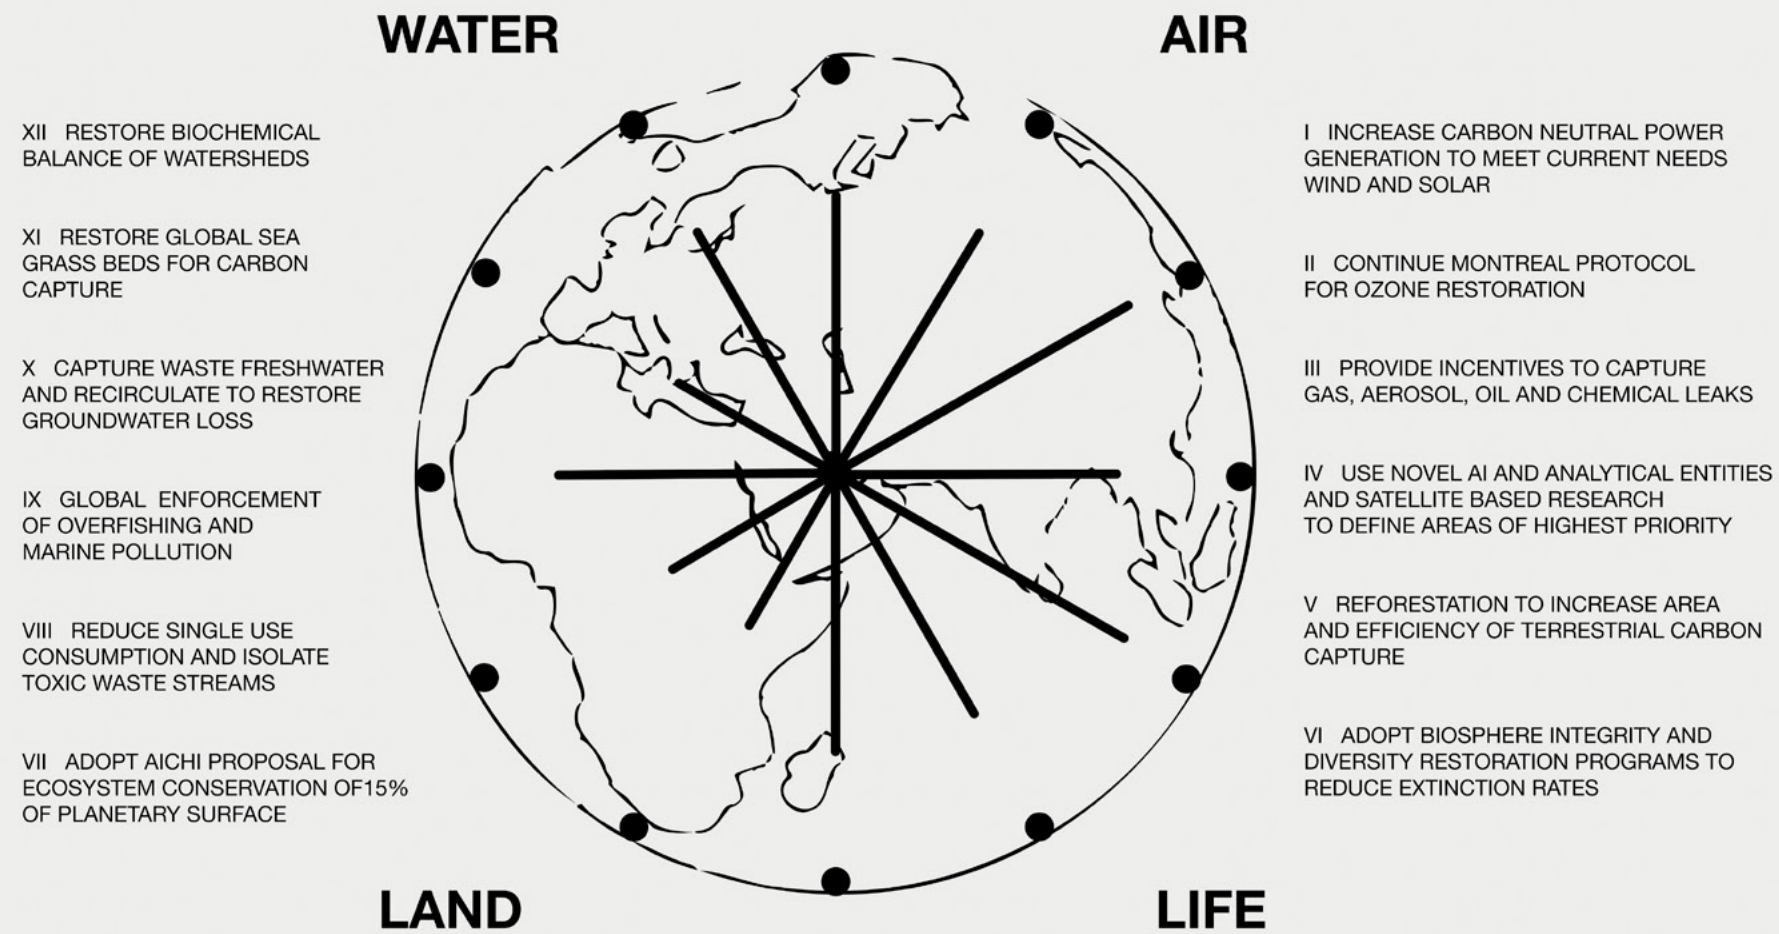 WATER
AIR
XII RESTORE BIOCHEMICAL
BALANCE OF WATERSHEDS
XI RESTORE GLOBAL SEA
GRASS BEDS FOR CARBON
CAPTURE
X CAPTURE WASTE FRESHWATER
AND RECIRCULATE TO RESTORE
GROUNDWATER LOSS
IX GLOBAL ENFORCEMENT
OF OVERFISHING AND
MARINE POLLUTION
VIII REDUCE SINGLE USE
CONSUMPTION AND ISOLATE
TOXIC WASTE STREAMS
VII ADOPT AICHI PROPOSAL FOR
ECOSYSTEM CONSERVATION OF15%
OF PLANETARY SURFACE
I INCREASE CARBON NEUTRAL POWER
GENERATION TO MEET CURRENT NEEDS
WIND AND SOLAR
II CONTINUE MONTREAL PROTOCOL
FOR OZONE RESTORATION
III PROVIDE INCENTIVES TO CAPTURE
GAS, AEROSOL, OIL AND CHEMICAL LEAKS
IV USE NOVEL AI AND ANALYTICAL ENTITIES
AND SATELLITE BASED RESEARCH
TO DEFINE AREAS OF HIGHEST PRIORITY
V REFORESTATION TO INCREASE AREA
AND EFFICIENCY OF TERRESTRIAL CARBON
CAPTURE
VI ADOPT BIOSPHERE INTEGRITY AND
DIVERSITY RESTORATION PROGRAMS TO
REDUCE EXTINCTION RATES
LAND
LIFE